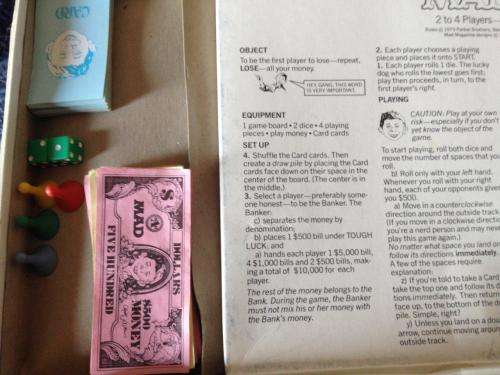 CARD
2 to 4 Players
OBJECT
To be the first player to lose—repeat,
LOSE—all your money.
HEY GANG, THIS WORD
IS VERY IMPORTANT.
EQUIPMENT
1 game board • 2 dice • 4 playing
pieces • play money • Card cards
SET UP
4. Shuffle the Card cards. Then
create a draw pile by placing the Card
cards face down on their space in the
center of the board. (The center is in
the middle.)
3. Select a player—preferably some-
one honest—to be the Banker. The
Banker:
c) separates the money by
denomination;
b) places 1 $500 bill under TOUGH
LUCK; and
a) hands each player 1 $5,000 bill,
4 $1,000 bills and 2 $500 bills, mak-
ing a total of $10,000 for each
player.
The rest of the money belongs to the
Bank. During the game, the Banker
must not mix his or her money with
the Bank's money.
2. Each player chooses a playing
piece and places it onto START.
1. Each player rolls 1 die. The lucky
dog who rolls the lowest goes first;
play then proceeds, in turn, to the
first player's right.
PLAYING
CAUTION: Play at your own
risk—especially if you don't
yet know the object of the
game.
To start playing, roll both dice and
move the number of spaces that you
roll.
b) Roll only with your left hand.
Whenever you roll with your right
hand, each of your opponents gives
you $500.
a) Move in a counterclockwise
direction around the outside track.
(If you move in a clockwise direction
you're a nerd person and may never
play this game again.)
No matter what space you land on
follow its directions immediately.
A few of the spaces require
explanation:
z) If you're told to take a Card
take the top one and follow its d
tions immediately. Then return
face up, to the bottom of the d
pile. Simple, right?
y) Unless you land on a dou
arrow, continue moving aroun
outside track.
$
MAD
DOLLARS
FIVE HUNDRED
$500
MONEY